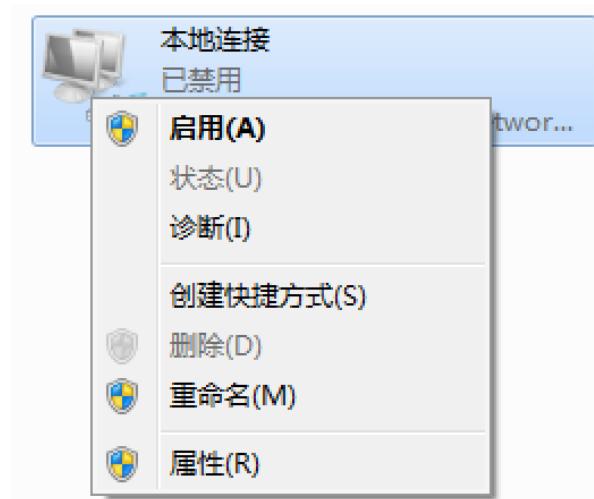 本地连接
已禁用
twor...
启用(A)
状态(U)
诊断(I)
创建快捷方式(S)
删除(D)
重命名(M)
属性(R)